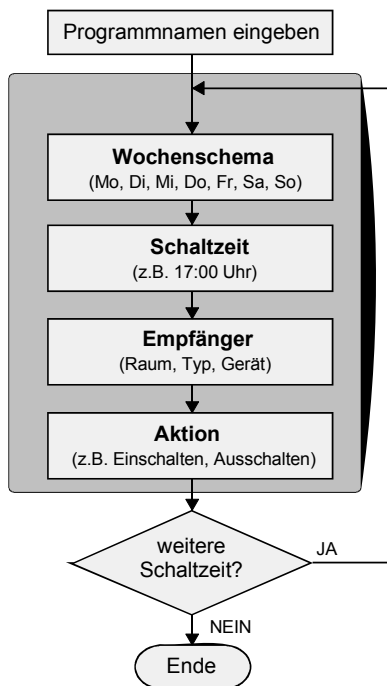 Programmnamen eingeben
Wochenschema
(Mo, Di, Mi, Do, Fr, Sa, So)
Schaltzeit
(z.B. 17:00 Uhr)
Empfänger
(Raum, Typ, Gerät)
Aktion
(z.B. Einschalten, Ausschalten)
weitere
Schaltzeit?
JA
NEIN
Ende